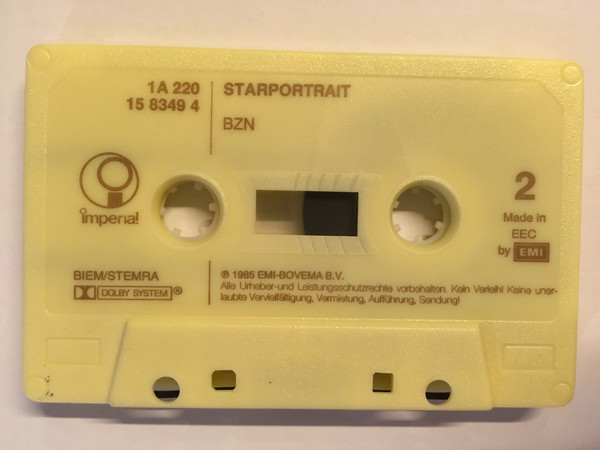 1A 220
15 8349 4
STARPORTRAIT
BZN
imperial
2
Made in
EEC
by EMI
BIEM/STEMRA
DOLBY SYSTEM ®
℗ 1985 EMI-BOVEMA B.V.
Alle Urheber-und Leistungsschutzrechte vorbehalten. Kein Verleih! Keine uner-
laubte Vervielfältigung, Vermietung, Aufführung, Sendung!